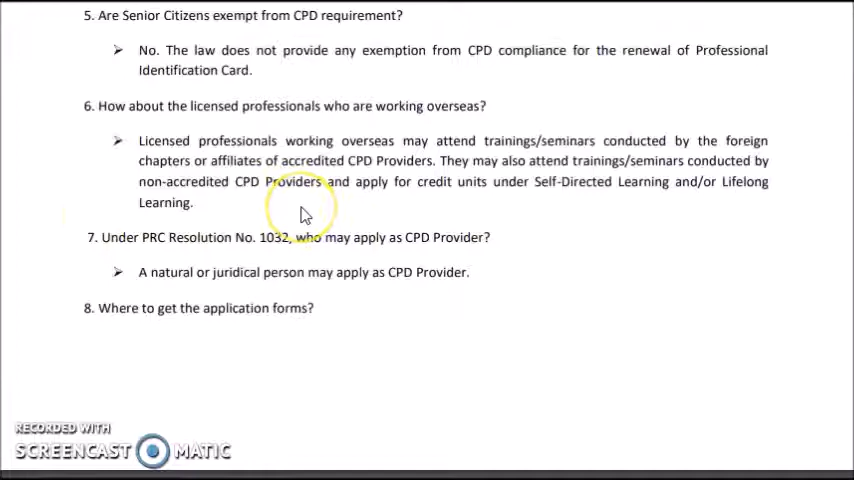 5. Are Senior Citizens exempt from CPD requirement?
➢ No. The law does not provide any exemption from CPD compliance for the renewal of Professional
Identification Card.
6. How about the licensed professionals who are working overseas?
➢ Licensed professionals working overseas may attend trainings/seminars conducted by the foreign
chapters or affiliates of accredited CPD Providers. They may also attend trainings/seminars conducted by
non-accredited CPD Providers and apply for credit units under Self-Directed Learning and/or Lifelong
Learning.
7. Under PRC Resolution No. 1032, who may apply as CPD Provider?
➢ A natural or juridical person may apply as CPD Provider.
8. Where to get the application forms?
RECORDED WITH
SCREENCAST MATIC